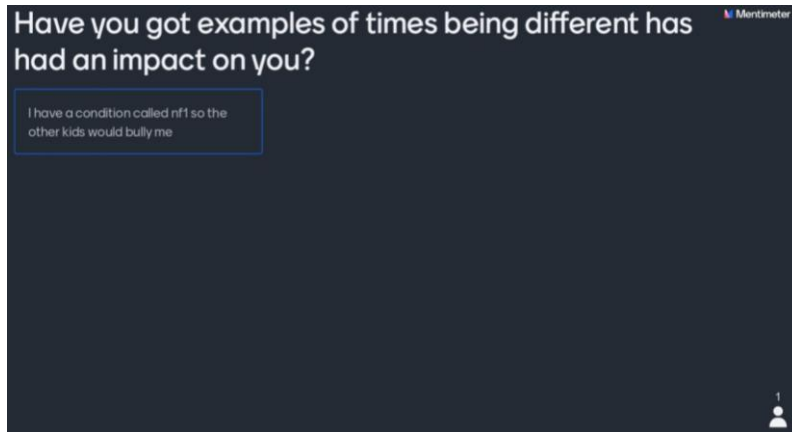 Have you got examples of times being different has
had an impact on you?
Mentimeter
I have a condition called nf1 so the
other kids would bully me
1